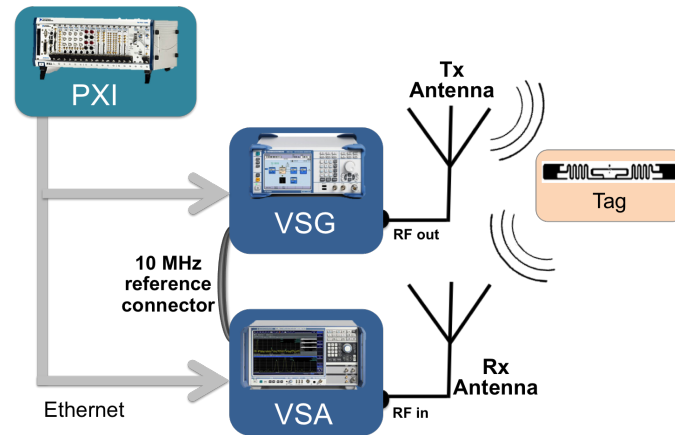 PXI
Tx
Antenna
VSG
RF out
Tag
10 MHz
reference
connector
VSA
RF in
Rx
Antenna
Ethernet